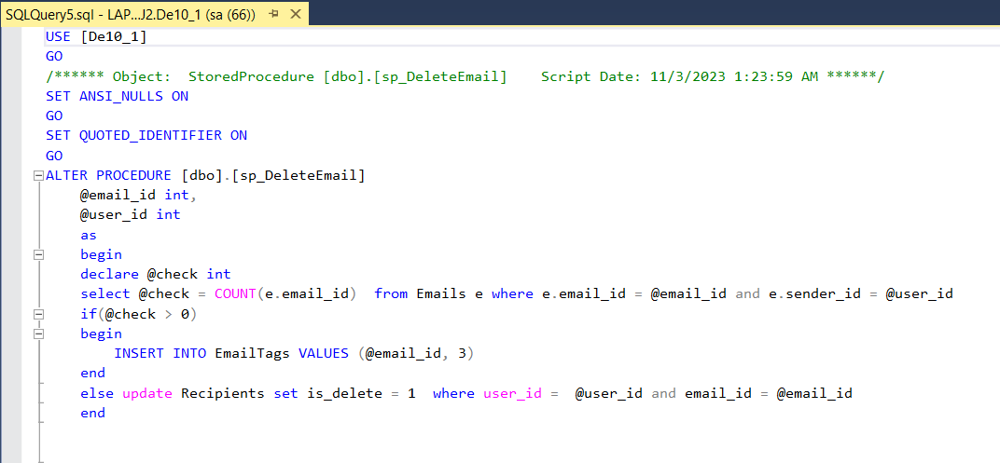 SQLQuery5.sql - LAP...J2.De10_1 (sa (66))
USE [De10_1]
GO
/****** Object:  StoredProcedure [dbo].[sp_DeleteEmail]    Script Date: 11/3/2023 1:23:59 AM ******/
SET ANSI_NULLS ON
GO
SET QUOTED_IDENTIFIER ON
GO
ALTER PROCEDURE [dbo].[sp_DeleteEmail]
    @email_id int,
    @user_id int
    as
    begin
    declare @check int
    select @check = COUNT(e.email_id)  from Emails e where e.email_id = @email_id and e.sender_id = @user_id
    if(@check > 0)
    begin
        INSERT INTO EmailTags VALUES (@email_id, 3)
    end
    else update Recipients set is_delete = 1  where user_id =  @user_id and email_id = @email_id
    end